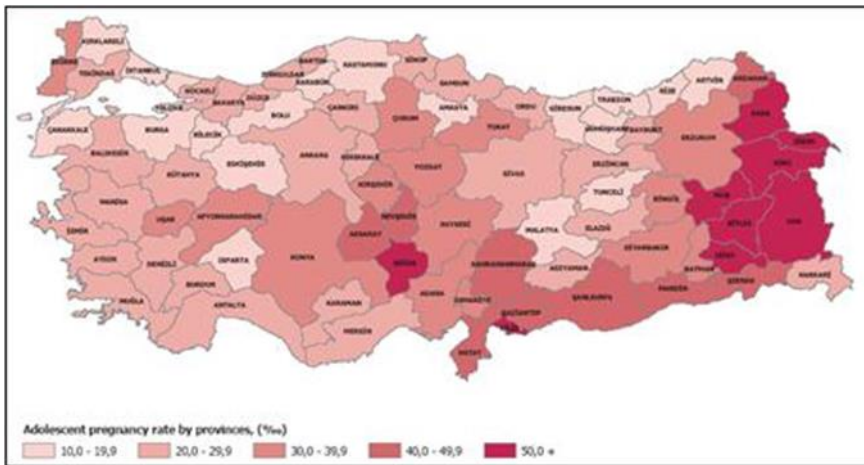 KIRKLARELİ
EDİRNE
TEKİRDAĞ
İSTANBUL
KOCAELİ
YALOVA
SAKARYA
DÜZCE
ZONGULDAK
BARTIN
KARABÜK
KASTAMONU
SİNOP
SAMSUN
BOLU
ÇANKIRI
ÇORUM
AMASYA
TOKAT
ORDU
GİRESUN
TRABZON
RİZE
ARTVİN
ARDAHAN
KARS
GÜMÜŞHANE
BAYBURT
ERZURUM
IĞDIR
AĞRI
ÇANAKKALE
BURSA
BİLECİK
BALIKESİR
ESKİŞEHİR
KÜTAHYA
ANKARA
KIRIKKALE
YOZGAT
SİVAS
ERZİNCAN
TUNCELİ
BİNGÖL
MUŞ
BİTLİS
VAN
MANİSA
İZMİR
UŞAK
AFYONKARAHİSAR
KIRŞEHİR
NEVŞEHİR
AKSARAY
KAYSERİ
MALATYA
ELAZIĞ
DİYARBAKIR
BATMAN
SİİRT
AYDIN
DENİZLİ
ISPARTA
KONYA
NİĞDE
KAHRAMANMARAŞ
ADIYAMAN
ŞANLIURFA
MARDİN
ŞIRNAK
HAKKARİ
MUĞLA
BURDUR
ANTALYA
KARAMAN
MERSİN
ADANA
OSMANİYE
GAZİANTEP
HATAY
Adolescent pregnancy rate by provinces, (‰)
10,0 - 19,9
20,0 - 29,9
30,0 - 39,9
40,0 - 49,9
50,0 +